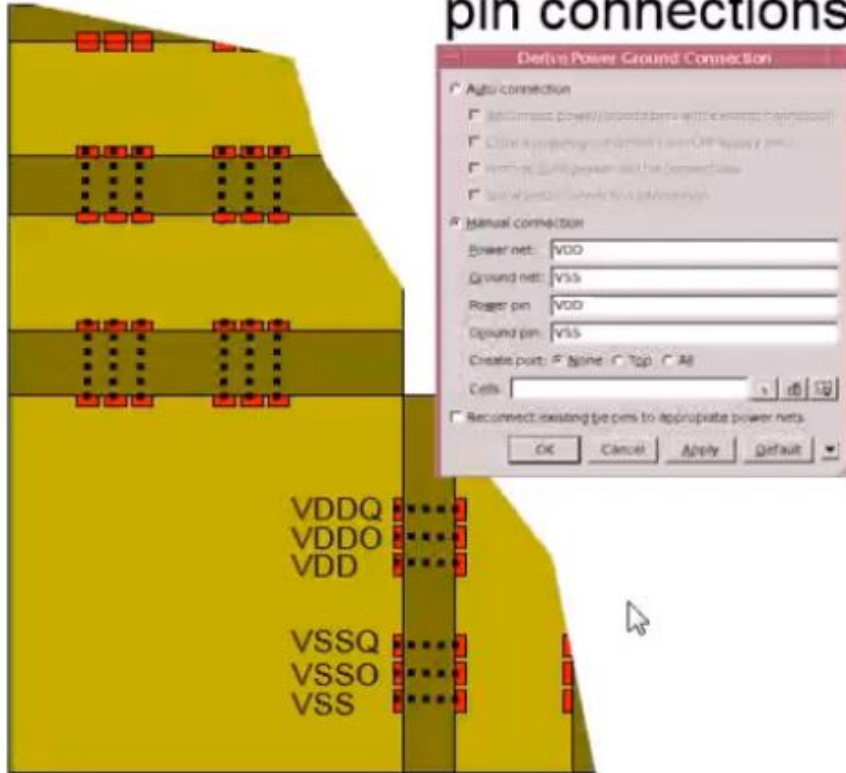 pin connections
Derive Power Ground Connection
Auto connection
Manual connection
Power net: VDD
Ground net: VSS
Power pin VDD
Ground pin: VSS
Create port: None Top All
Cells
Reconnect existing tie pins to appropriate power nets
OK Cancel Apply Default
VDDQ
VDDO
VDD
VSSQ
VSSO
VSS